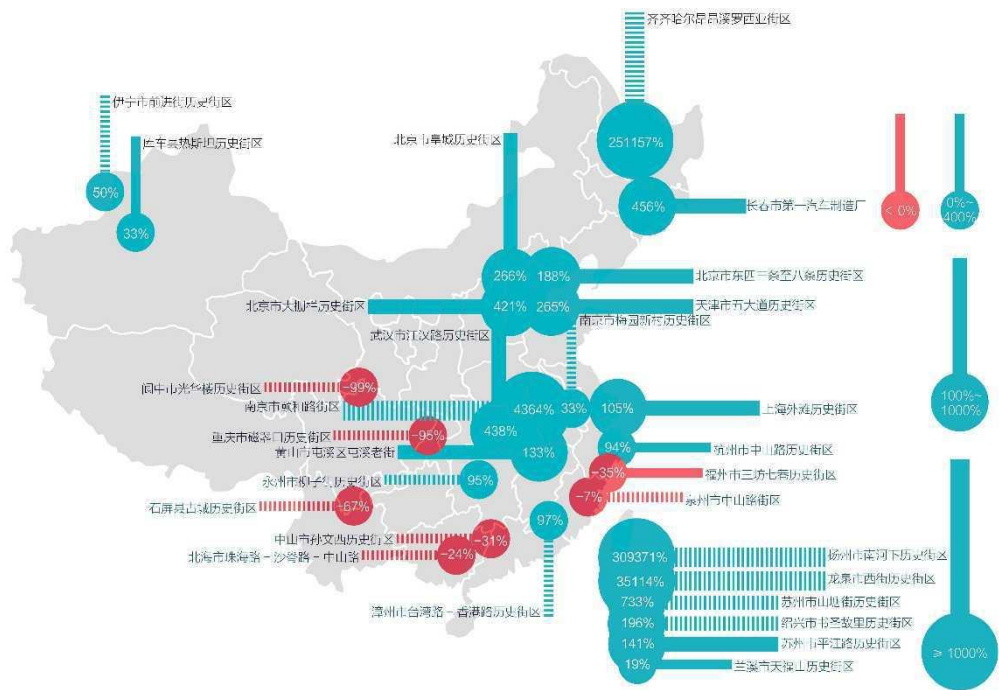 齐齐哈尔昂昂溪罗西亚街区
伊宁市前进街历史街区
库车县热斯坦历史街区
北京市皇城历史街区
251157%
50%
33%
456%
长春市第一汽车制造厂
< 0%
0%~
400%
266%
188%
北京市东四三条至八条历史街区
北京市大栅栏历史街区
421%
265%
天津市五大道历史街区
南京市梅园新村历史街区
武汉市江汉路历史街区
阆中市光华楼历史街区
-99%
南京市颐和路街区
4364%
33%
105%
上海外滩历史街区
100%~
1000%
重庆市磁器口历史街区
-95%
438%
黄山市屯溪区屯溪老街
133%
94%
杭州市中山路历史街区
永州市柳子街历史街区
95%
-35%
福州市三坊七巷历史街区
石屏县古城历史街区
-67%
-7%
泉州市中山路街区
中山市孙文西历史街区
-31%
97%
北海市珠海路-沙脊路-中山路
-24%
漳州市台湾路-香港路历史街区
309371%
扬州市南河下历史街区
35114%
龙泉市西街历史街区
733%
苏州市山塘街历史街区
196%
绍兴市书圣故里历史街区
141%
苏州市平江路历史街区
19%
兰溪市天福山历史街区
≥ 1000%